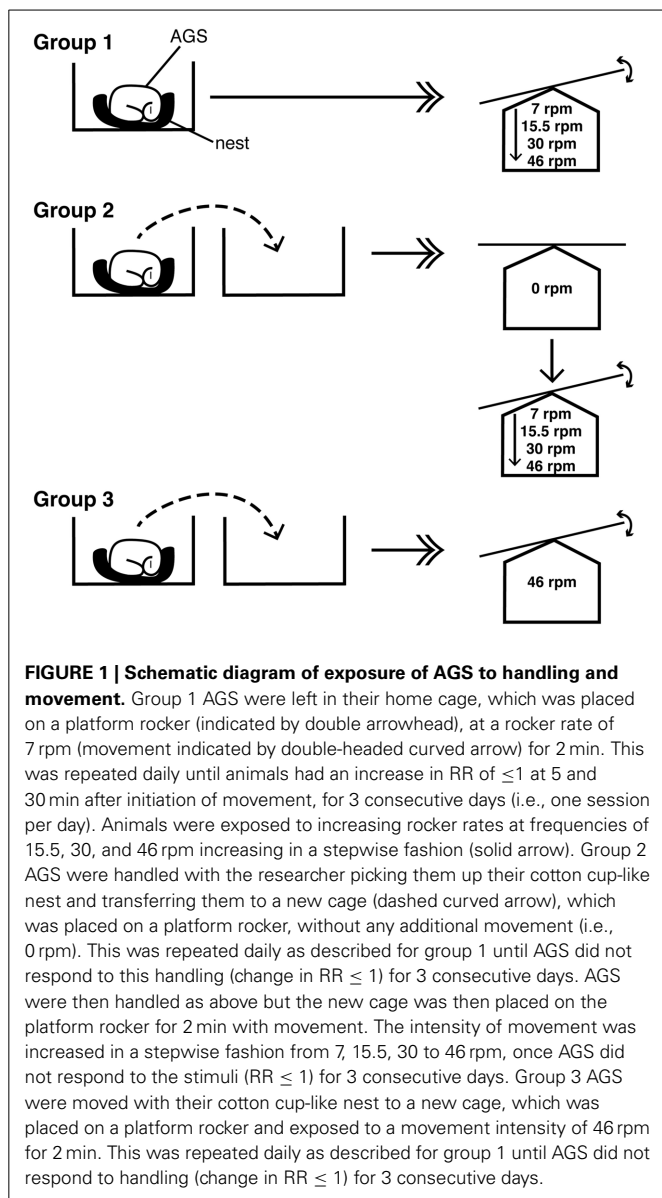 Group 1
AGS
nest
7 rpm
15.5 rpm
30 rpm
46 rpm
Group 2
0 rpm
7 rpm
15.5 rpm
30 rpm
46 rpm
Group 3
46 rpm
FIGURE 1 | Schematic diagram of exposure of AGS to handling and
movement. Group 1 AGS were left in their home cage, which was placed
on a platform rocker (indicated by double arrowhead), at a rocker rate of
7 rpm (movement indicated by double-headed curved arrow) for 2 min. This
was repeated daily until animals had an increase in RR of ≤1 at 5 and
30 min after initiation of movement, for 3 consecutive days (i.e., one session
per day). Animals were exposed to increasing rocker rates at frequencies of
15.5, 30, and 46 rpm increasing in a stepwise fashion (solid arrow). Group 2
AGS were handled with the researcher picking them up their cotton cup-like
nest and transferring them to a new cage (dashed curved arrow), which
was placed on a platform rocker, without any additional movement (i.e.,
0 rpm). This was repeated daily as described for group 1 until AGS did not
respond to this handling (change in RR ≤ 1) for 3 consecutive days. AGS
were then handled as above but the new cage was then placed on the
platform rocker for 2 min with movement. The intensity of movement was
increased in a stepwise fashion from 7, 15.5, 30 to 46 rpm, once AGS did
not respond to the stimuli (RR ≤ 1) for 3 consecutive days. Group 3 AGS
were moved with their cotton cup-like nest to a new cage, which was
placed on a platform rocker and exposed to a movement intensity of 46 rpm
for 2 min. This was repeated daily as described for group 1 until AGS did not
respond to handling (change in RR ≤ 1) for 3 consecutive days.